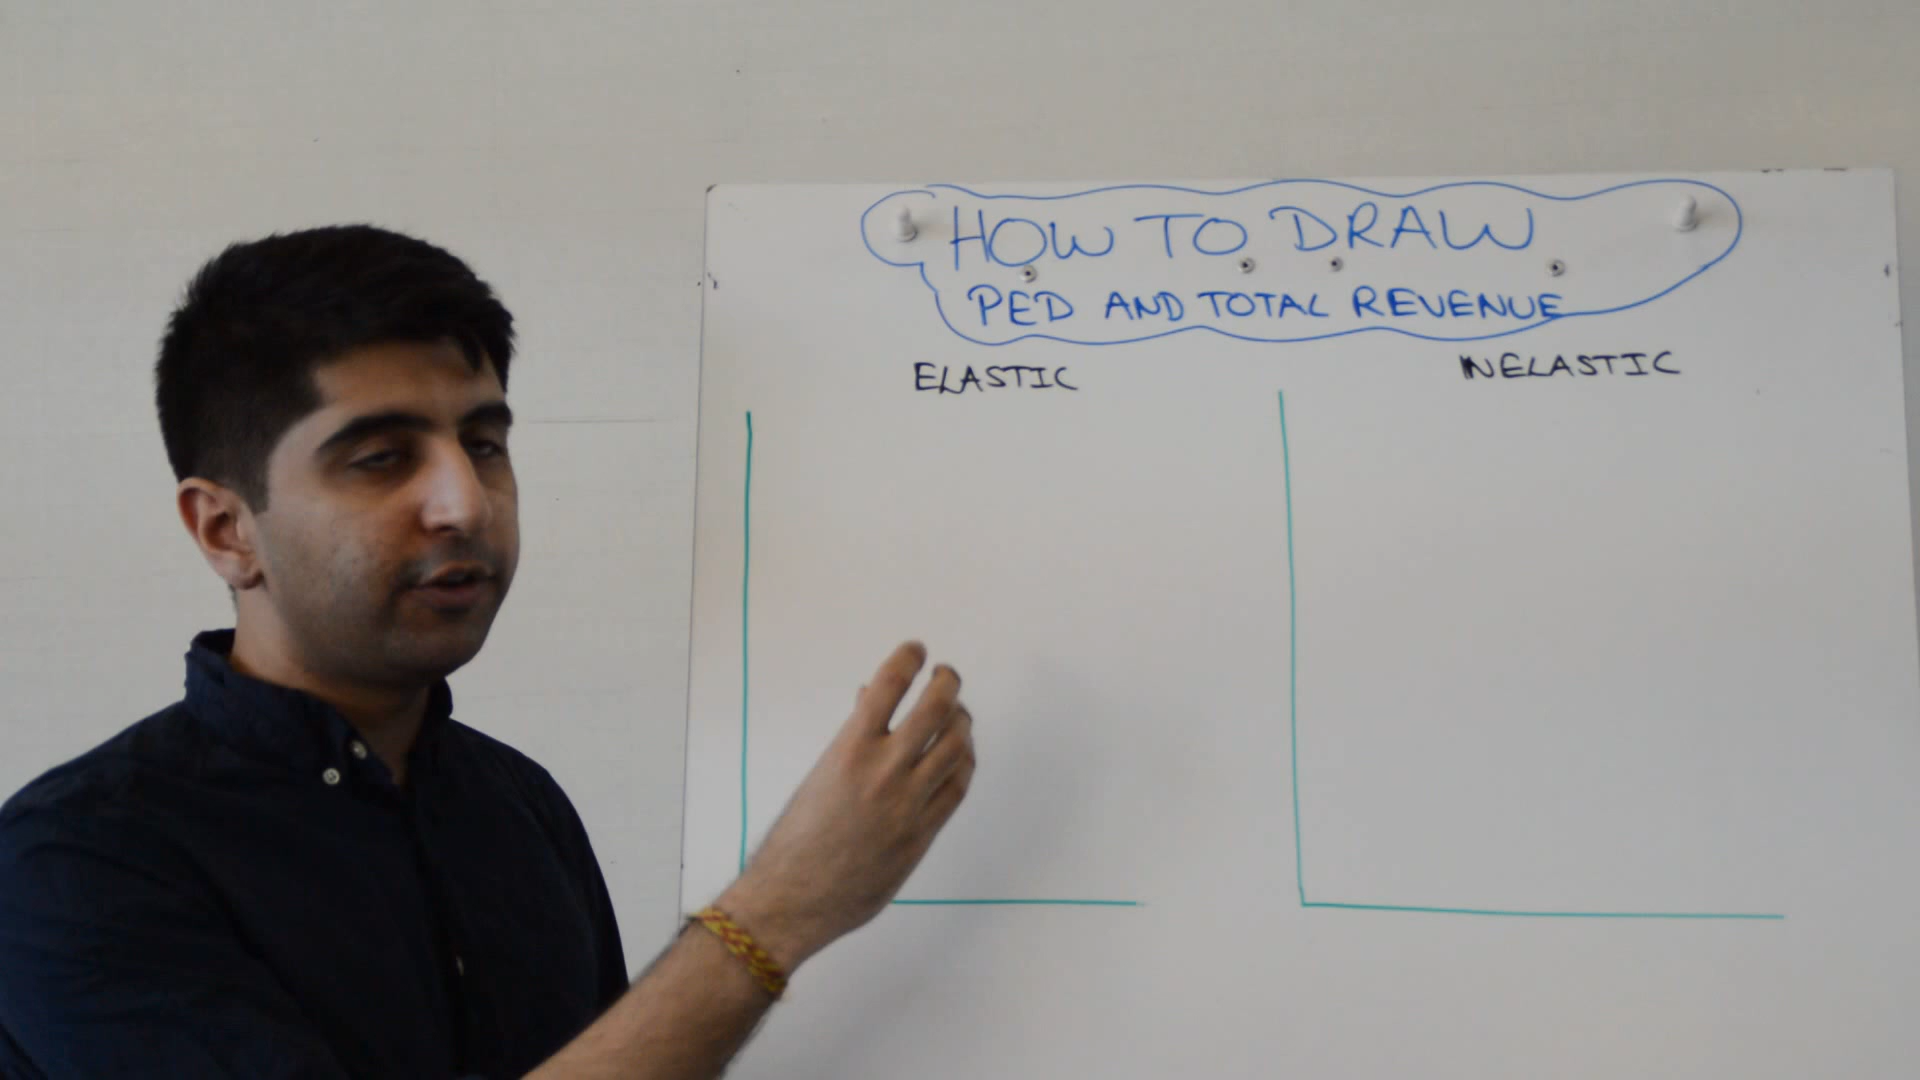 HOW TO DRAW
PED AND TOTAL REVENUE
ELASTIC
INELASTIC